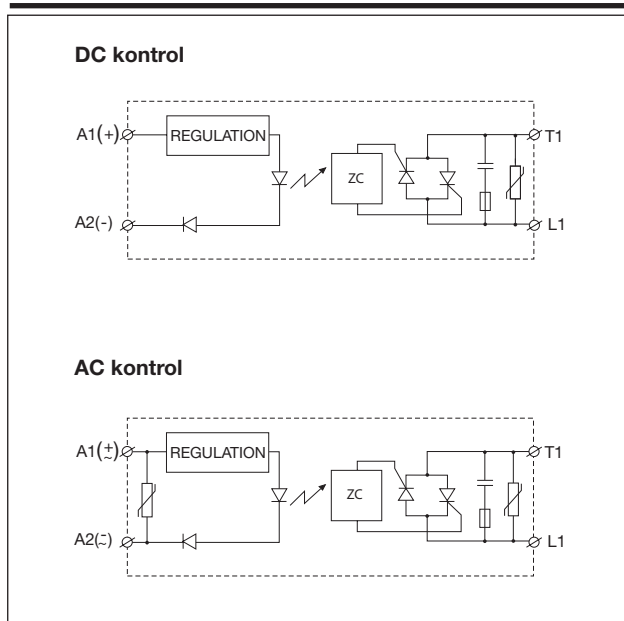 DC kontrol
A1(+)
REGULATION
ZC
T1
A2(-)
L1
AC kontrol
A1(±~)
REGULATION
ZC
T1
A2(-~)
L1